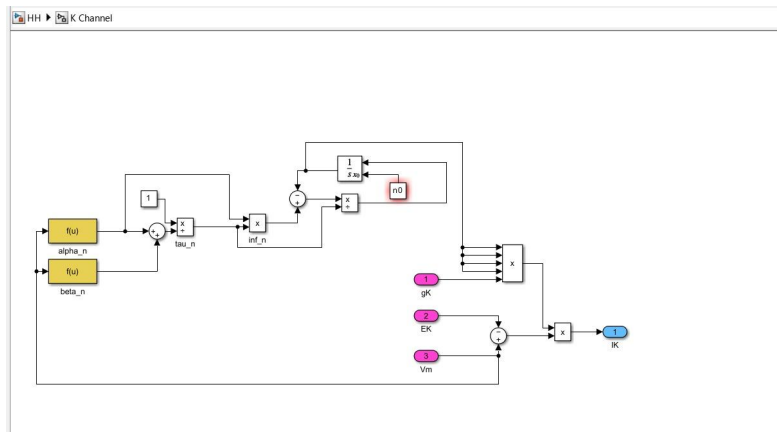 HH ▶ K Channel
1
s x₀
n0
1
x
÷
x
÷
tau_n
x
inf_n
− +
+ +
f(u)
alpha_n
f(u)
beta_n
x
1
gK
2
EK
− +
x
1
IK
3
Vm